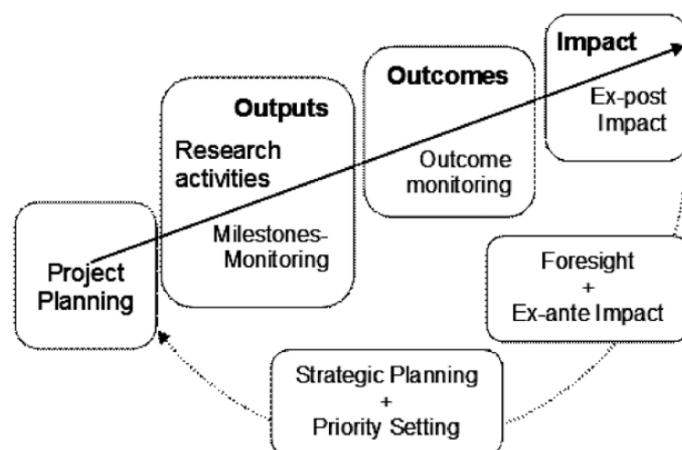 Impact
Ex-post
Impact
Outcomes
Outcome
monitoring
Outputs
Research
activities
Milestones-
Monitoring
Project
Planning
Foresight
+
Ex-ante Impact
Strategic Planning
+
Priority Setting